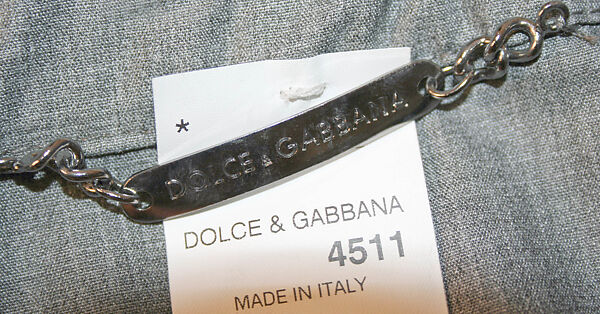 *
DOLCE & GABBANA
DOLCE & GABBANA
4511
MADE IN ITALY